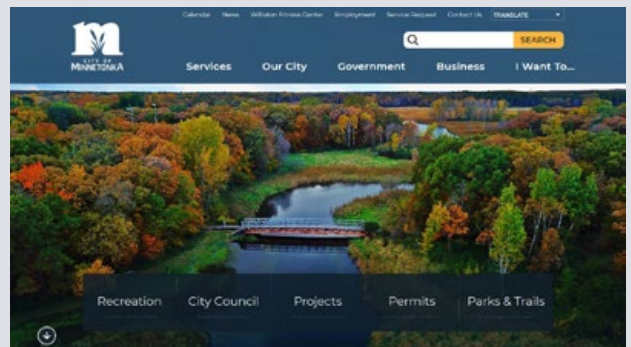 Calendar News Williston Fitness Center Employment Service Request Contact Us TRANSLATE
SEARCH
CITY OF
MINNETONKA
Services Our City Government Business I Want To...
Recreation City Council Projects Permits Parks & Trails